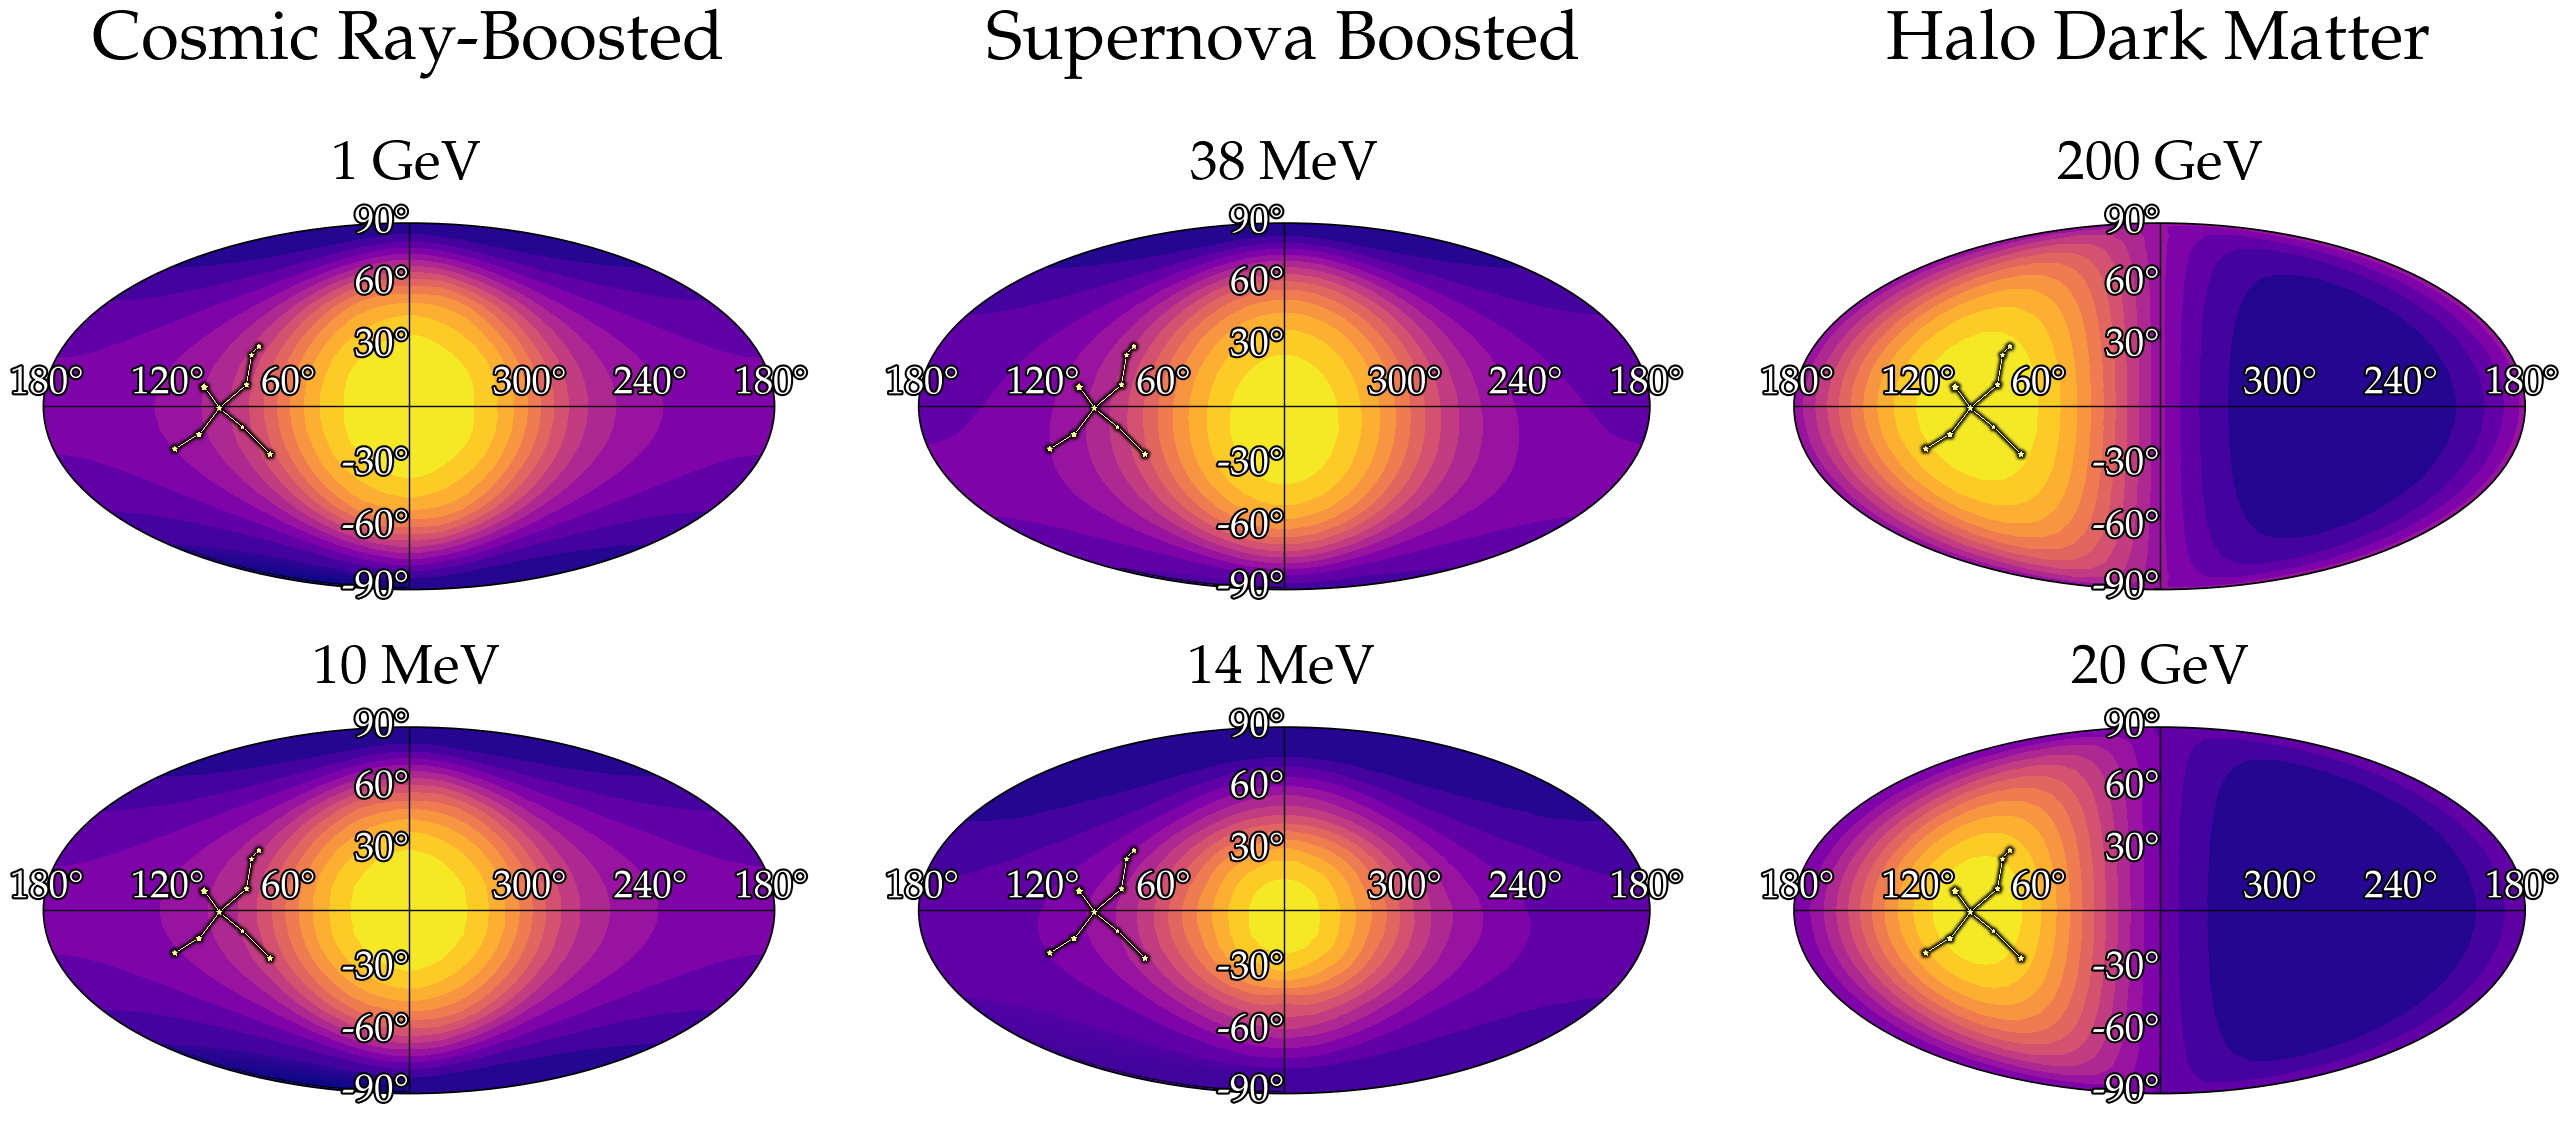 Cosmic Ray-Boosted Supernova Boosted Halo Dark Matter
1 GeV 38 MeV 200 GeV
90° 90° 90°
60° 60° 60°
30° 30° 30°
180° 120° 60° 300° 240° 180° 180° 120° 60° 300° 240° 180° 180° 120° 60° 300° 240° 180°
-30° -30° -30°
-60° -60° -60°
-90° -90° -90°
10 MeV 14 MeV 20 GeV
90° 90° 90°
60° 60° 60°
30° 30° 30°
180° 120° 60° 300° 240° 180° 180° 120° 60° 300° 240° 180° 180° 120° 60° 300° 240° 180°
-30° -30° -30°
-60° -60° -60°
-90° -90° -90°